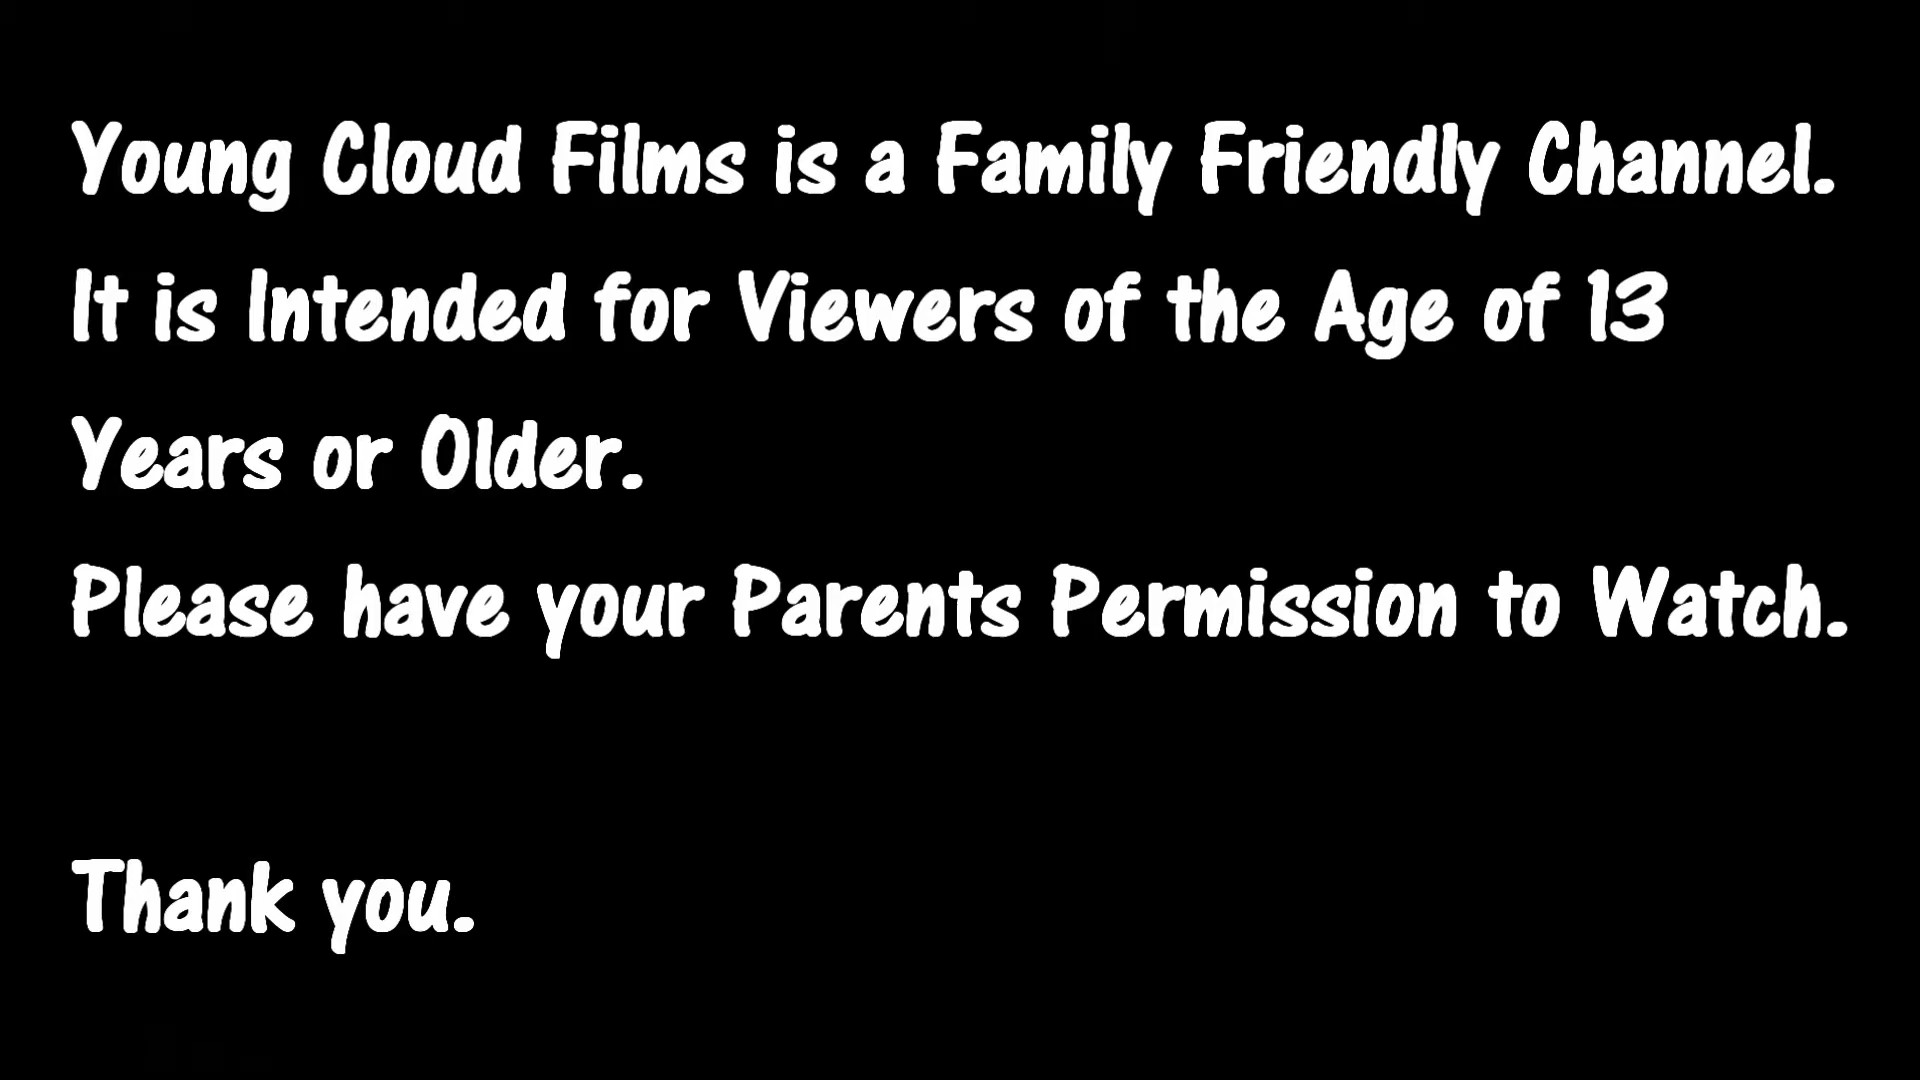 Young Cloud Films is a Family Friendly Channel.
It is Intended for Viewers of the Age of 13
Years or Older.
Please have your Parents Permission to Watch.
Thank you.